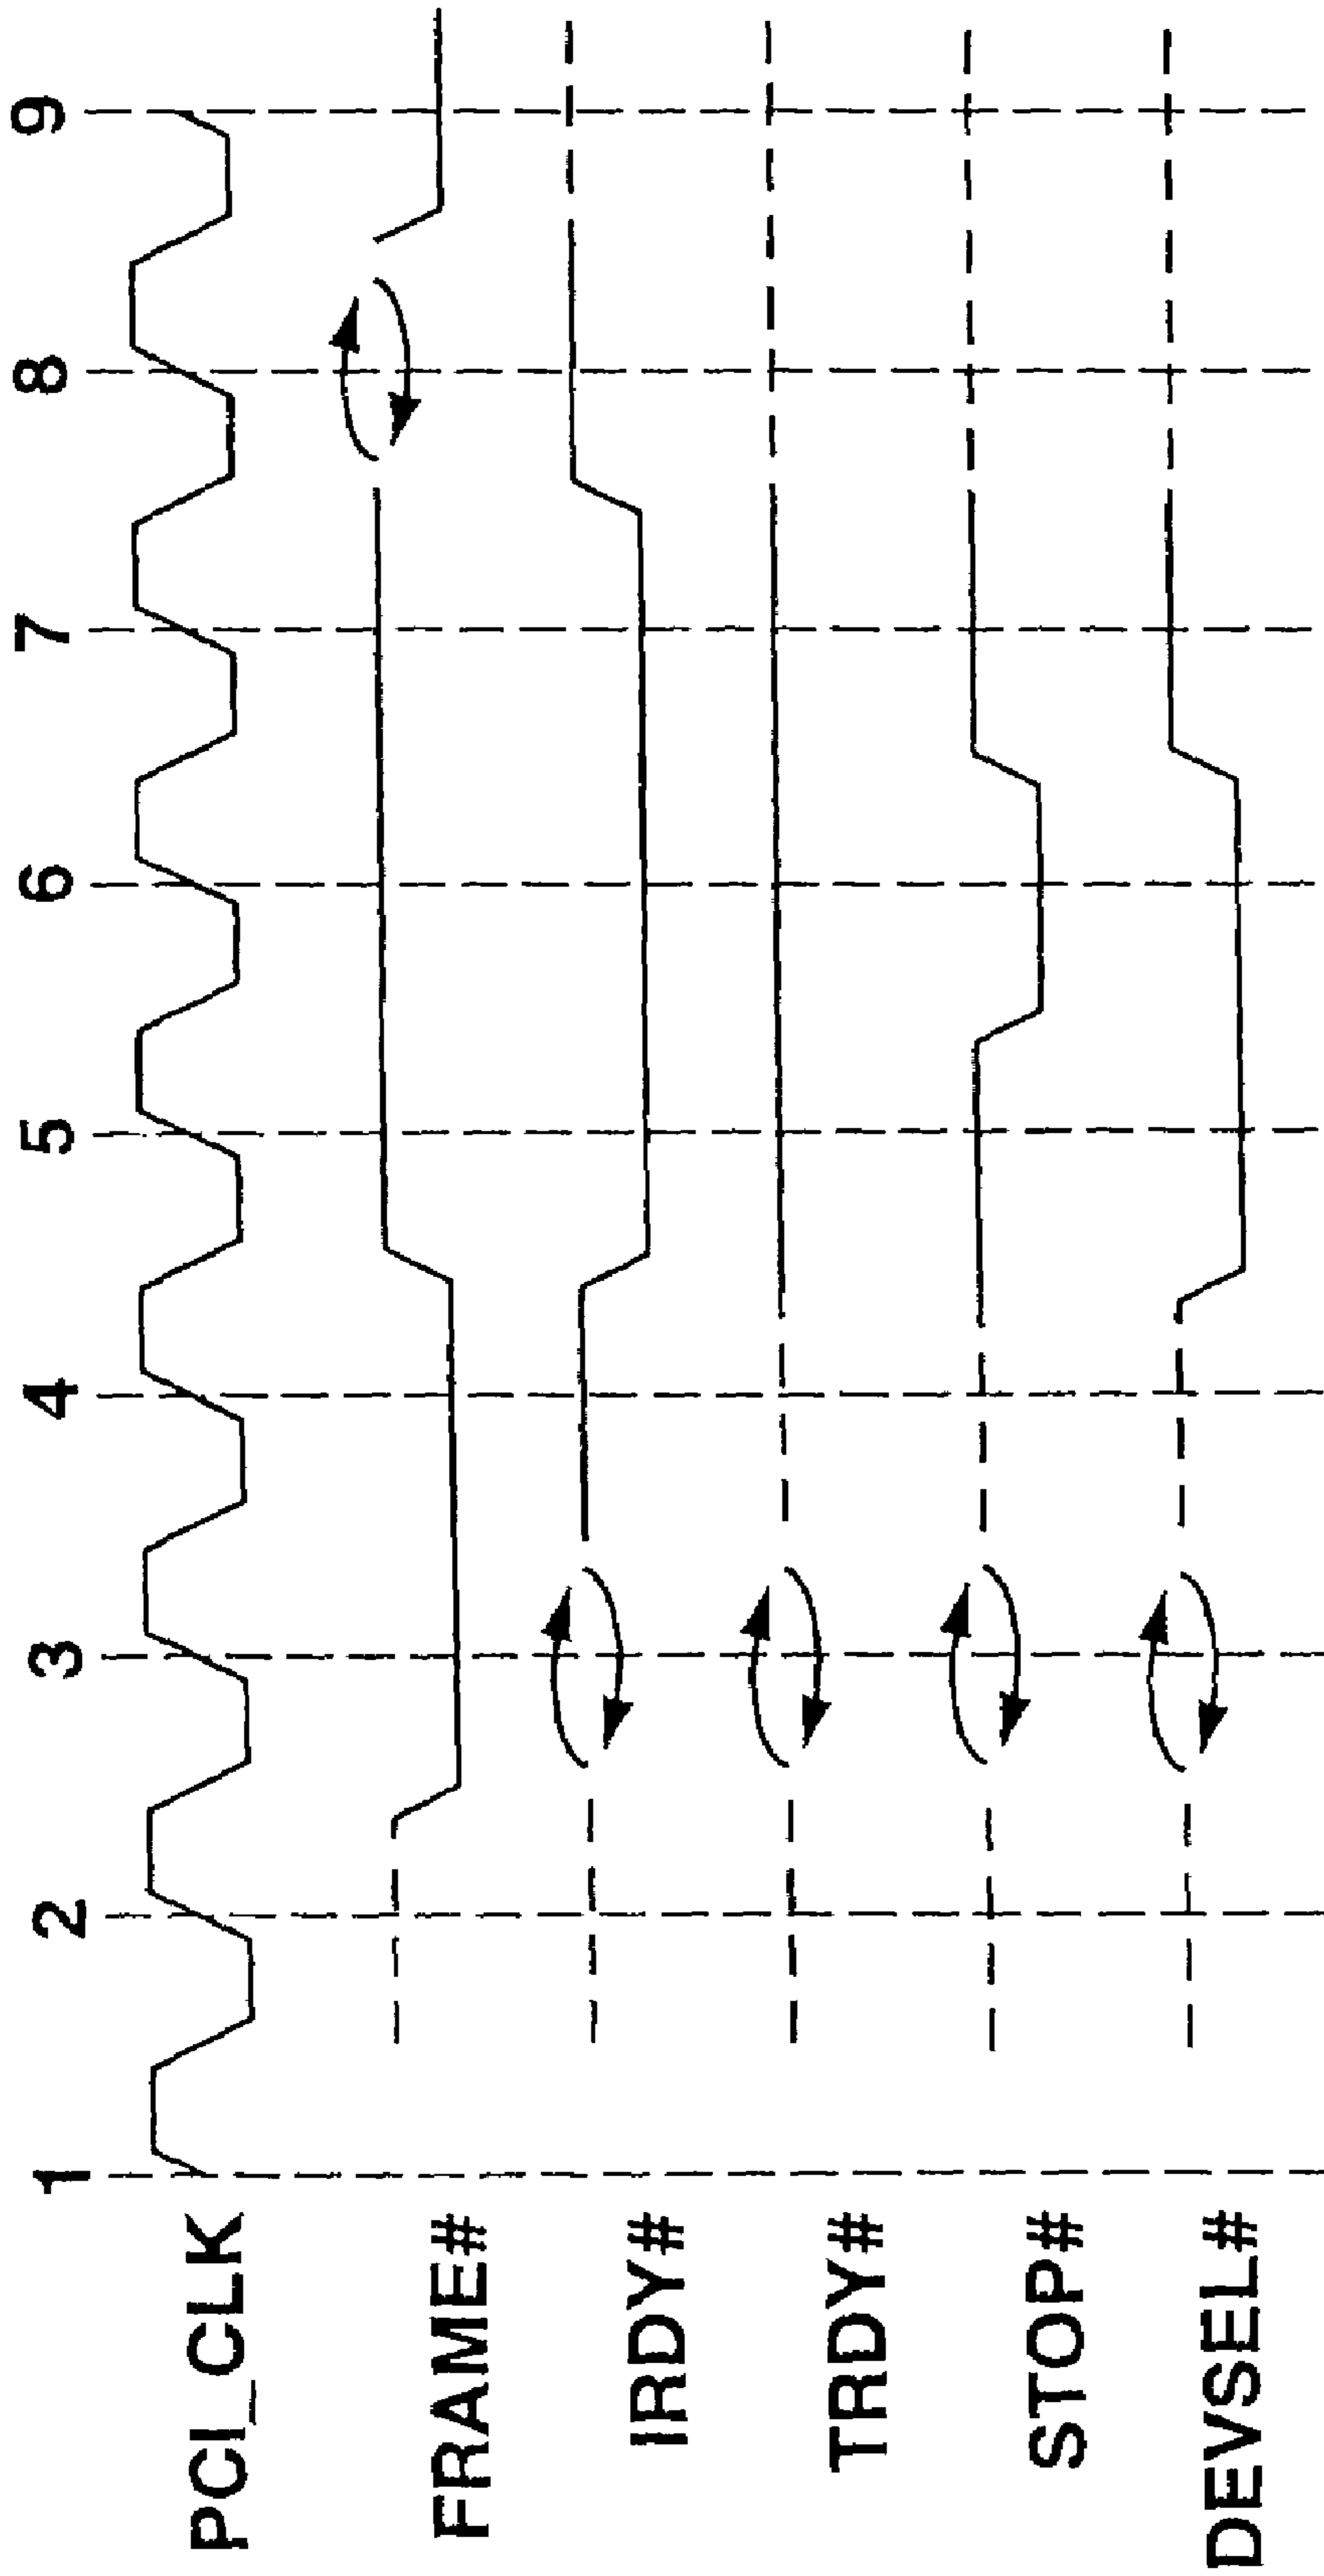 1 2 3 4 5 6 7 8 9
PCI_CLK
FRAME#
IRDY#
TRDY#
STOP#
DEVSEL#